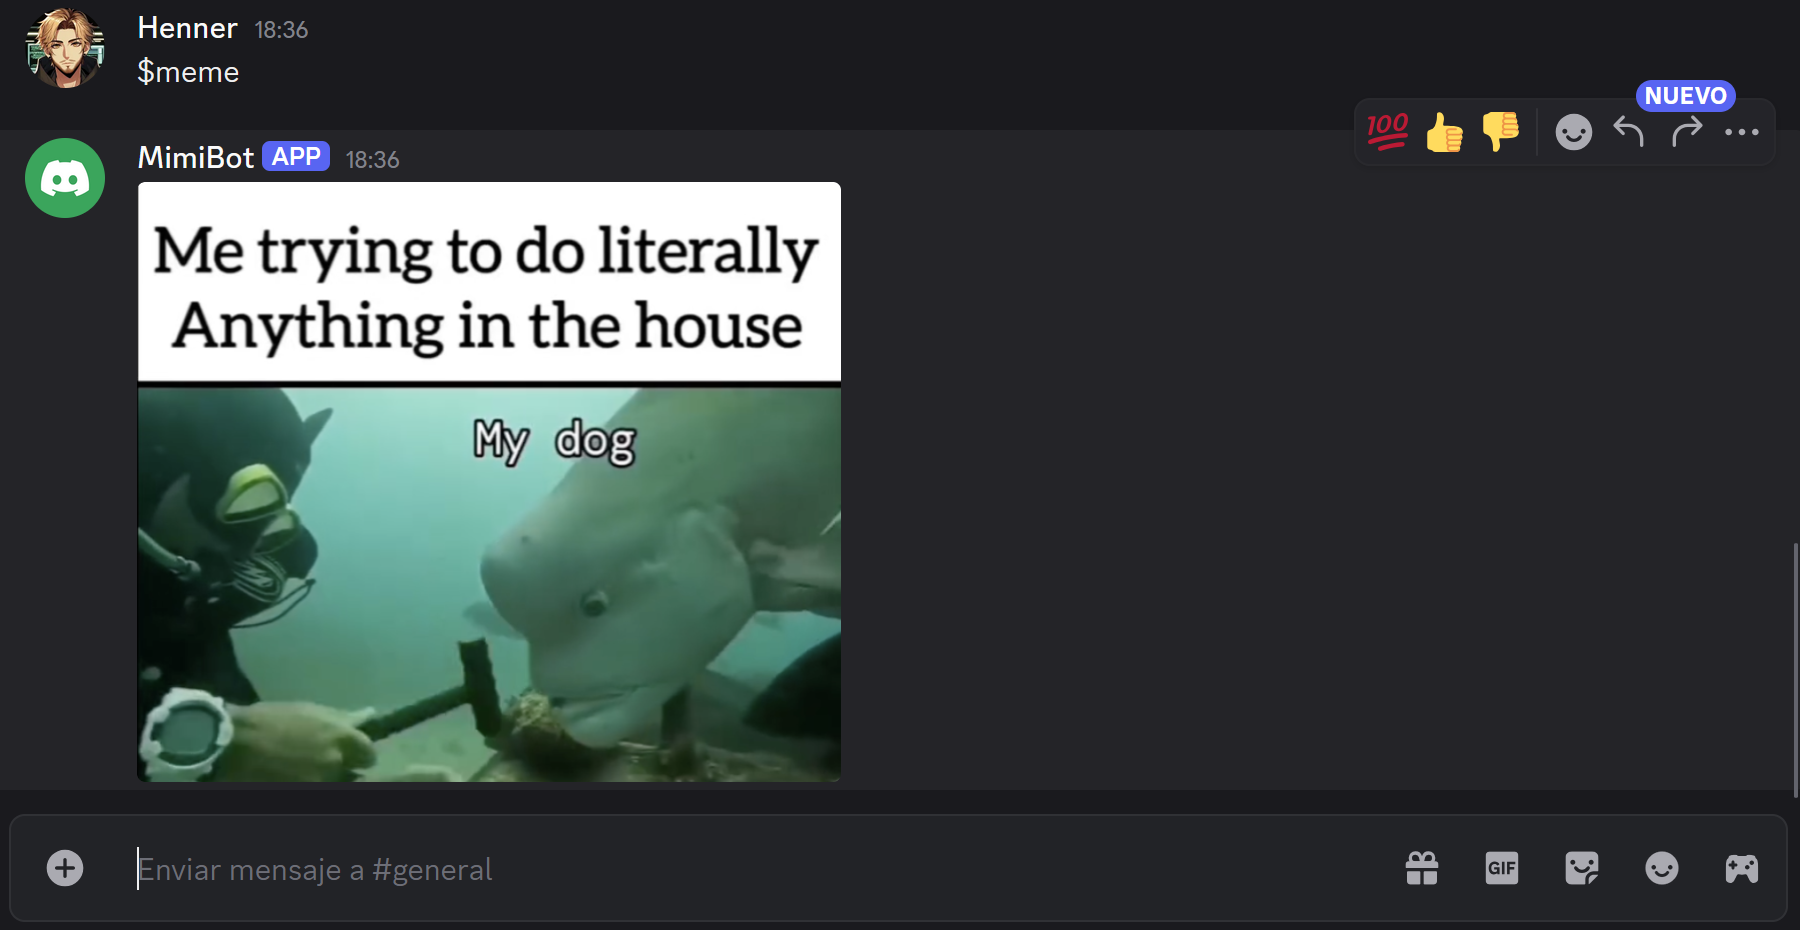 Henner 18:36
$meme
NUEVO
100
MimiBot APP 18:36
Me trying to do literally
Anything in the house
My dog
Enviar mensaje a #general
GIF